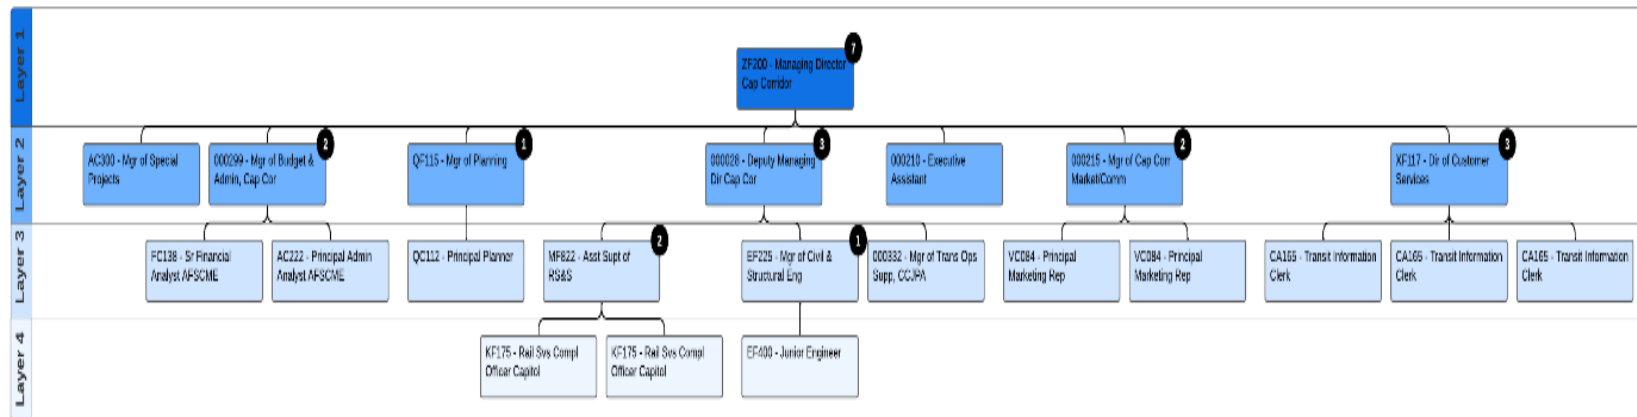 Layer 1
7
ZF200 - Managing Director
Cap Corridor
Layer 2
AC300 - Mgr of Special
Projects
2
000299 - Mgr of Budget &
Admin, Cap Cor
1
QF115 - Mgr of Planning
3
000028 - Deputy Managing
Dir Cap Cor
000210 - Executive
Assistant
2
000215 - Mgr of Cap Corr
Market/Comm
3
XF117 - Dir of Customer
Services
Layer 3
FC138 - Sr Financial
Analyst AFSCME
AC222 - Principal Admin
Analyst AFSCME
QC112 - Principal Planner
2
MF822 - Asst Supt of
RS&S
1
EF225 - Mgr of Civil &
Structural Eng
000332 - Mgr of Trans Ops
Supp, CCJPA
VC084 - Principal
Marketing Rep
VC084 - Principal
Marketing Rep
CA165 - Transit Information
Clerk
CA165 - Transit Information
Clerk
CA165 - Transit Information
Clerk
Layer 4
KF175 - Rail Svs Compl
Officer Capitol
KF175 - Rail Svs Compl
Officer Capitol
EF400 - Junior Engineer